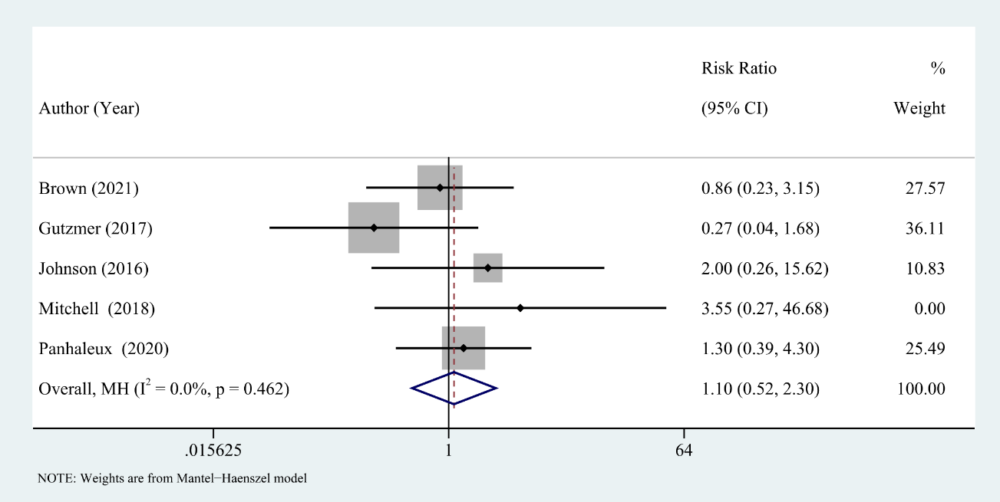 Risk Ratio %
Author (Year) (95% CI) Weight
Brown (2021) 0.86 (0.23, 3.15) 27.57
Gutzmer (2017) 0.27 (0.04, 1.68) 36.11
Johnson (2016) 2.00 (0.26, 15.62) 10.83
Mitchell (2018) 3.55 (0.27, 46.68) 0.00
Panhaleux (2020) 1.30 (0.39, 4.30) 25.49
Overall, MH (I² = 0.0%, p = 0.462) 1.10 (0.52, 2.30) 100.00
.015625 1 64
NOTE: Weights are from Mantel−Haenszel model